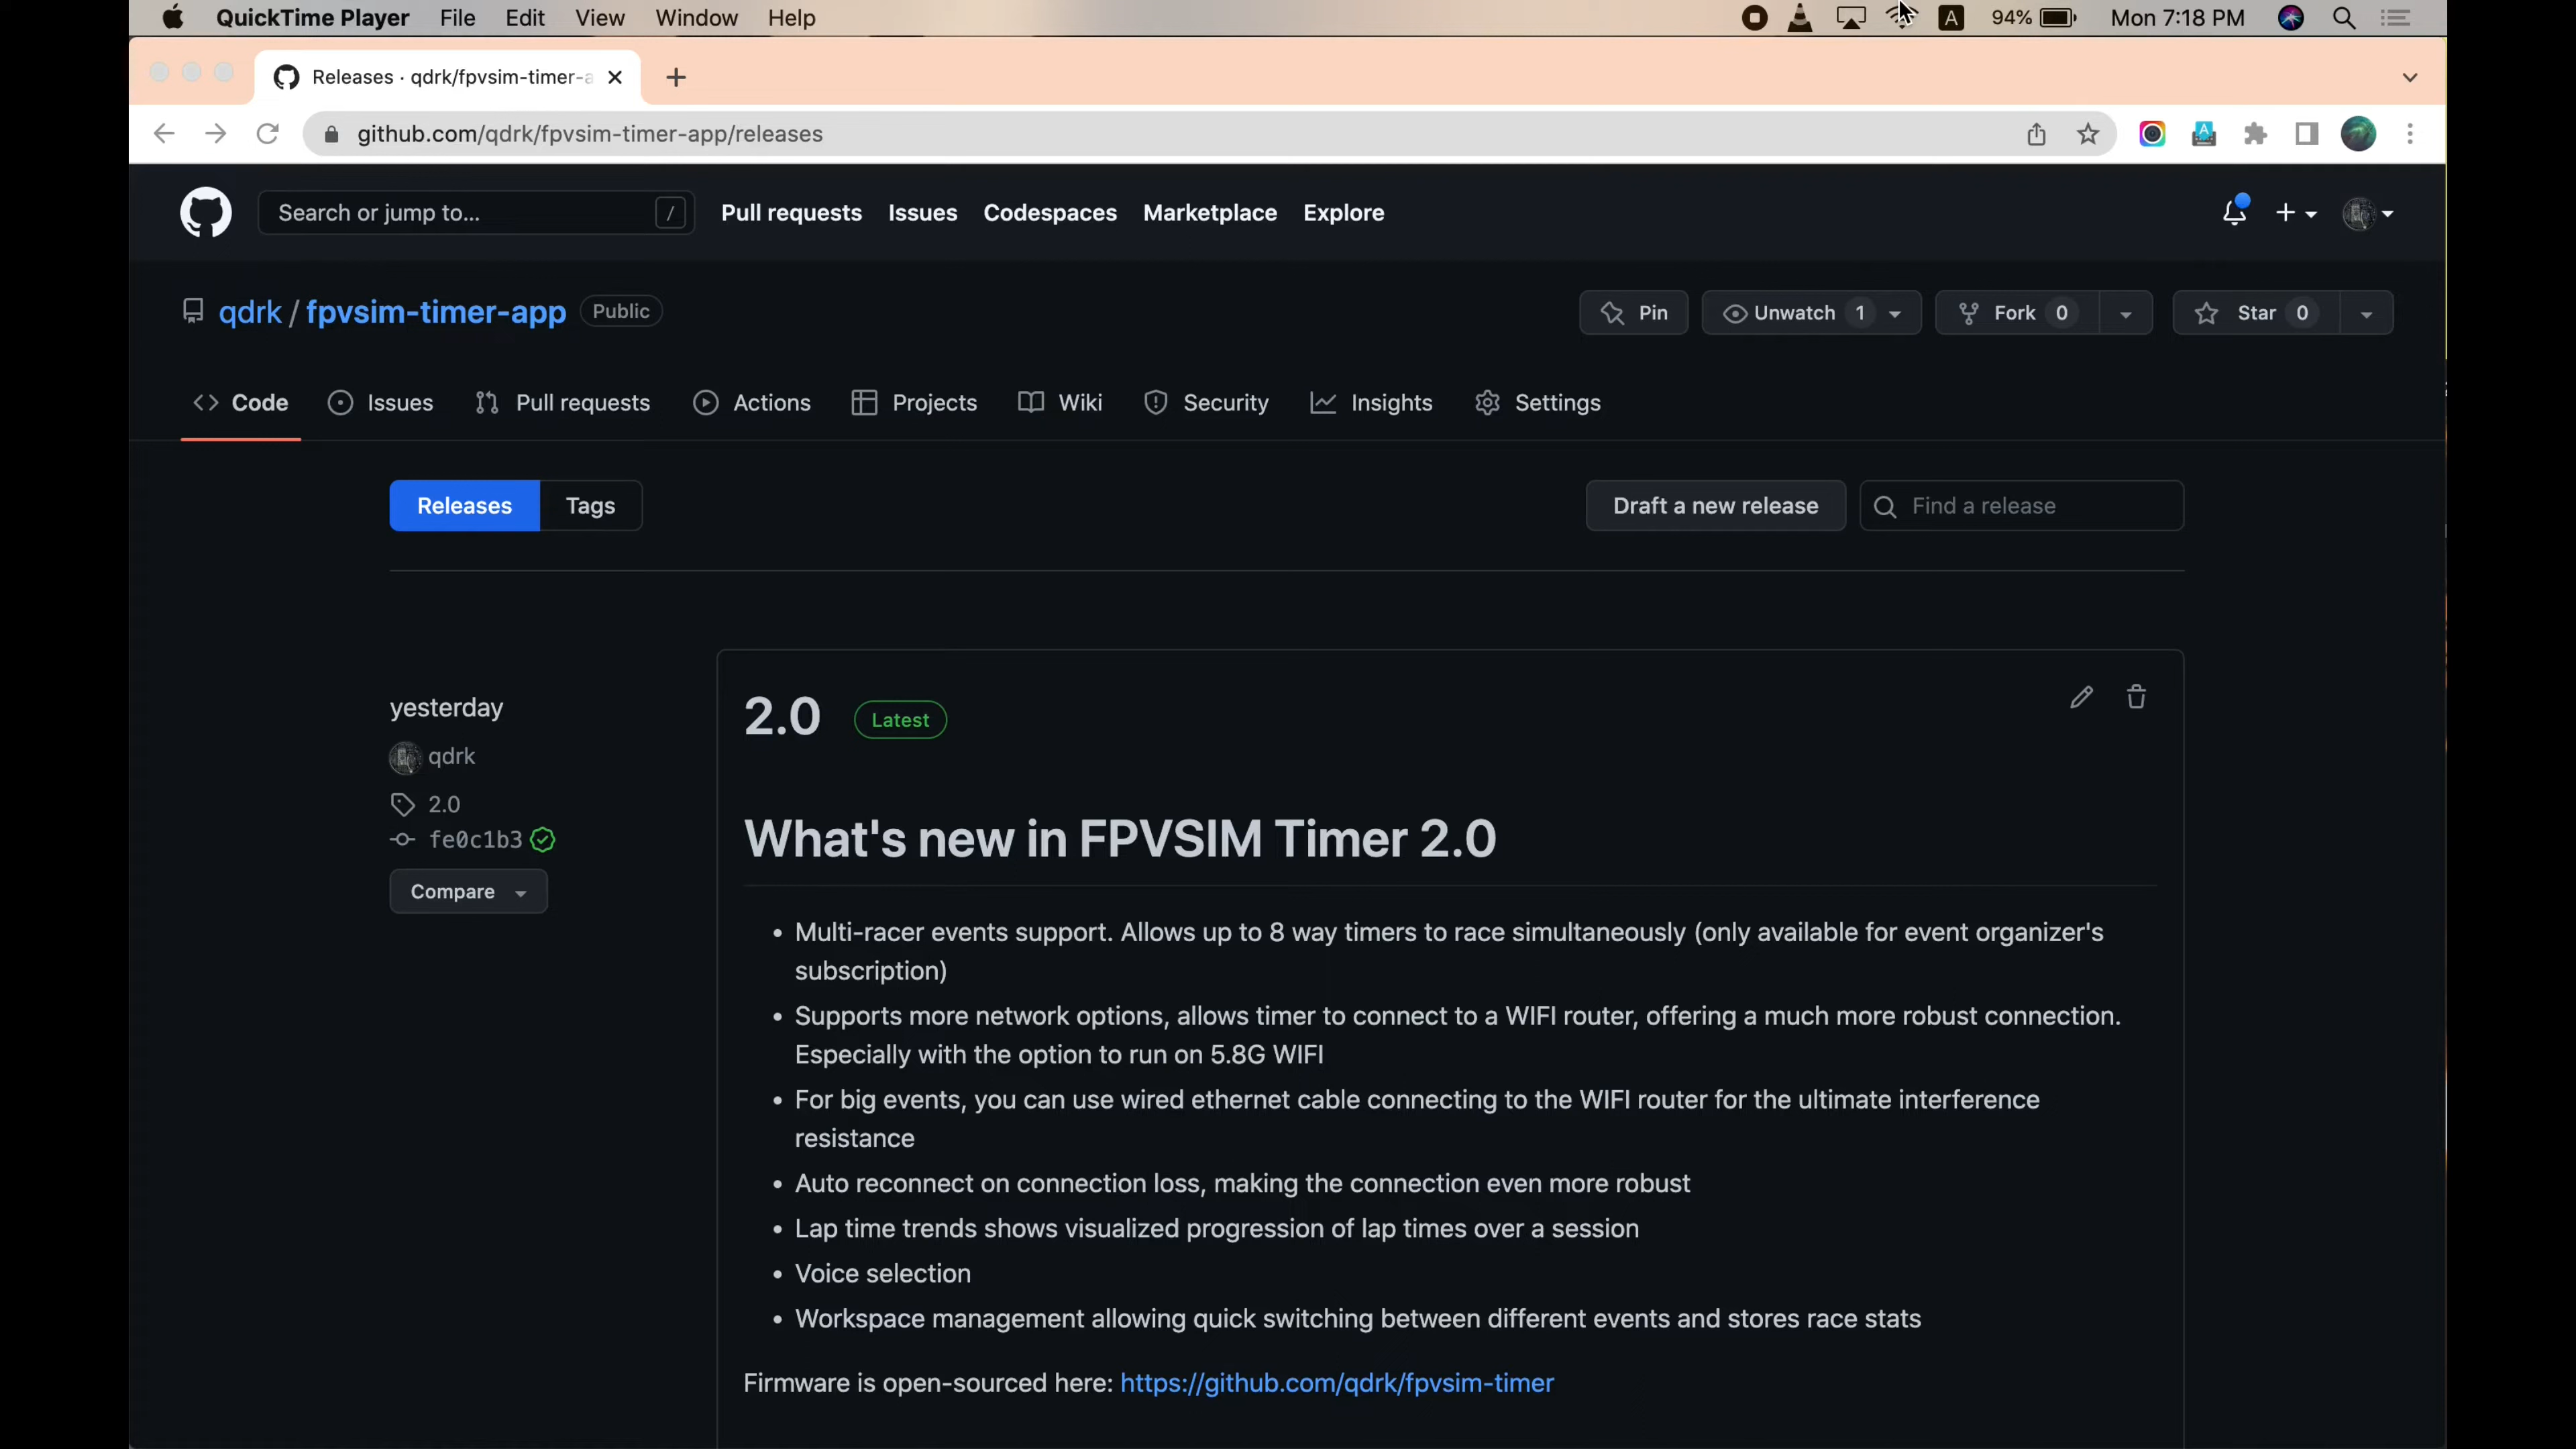 QuickTime Player File Edit View Window Help A 94% Mon 7:18 PM
Releases · qdrk/fpvsim-timer-a
github.com/qdrk/fpvsim-timer-app/releases
Search or jump to... / Pull requests Issues Codespaces Marketplace Explore
qdrk / fpvsim-timer-app Public Pin Unwatch 1 Fork 0 Star 0
Code Issues Pull requests Actions Projects Wiki Security Insights Settings
Releases Tags Draft a new release Find a release
yesterday
qdrk
2.0
fe0c1b3
Compare
2.0 Latest
What's new in FPVSIM Timer 2.0
• Multi-racer events support. Allows up to 8 way timers to race simultaneously (only available for event organizer's
subscription)
• Supports more network options, allows timer to connect to a WIFI router, offering a much more robust connection.
Especially with the option to run on 5.8G WIFI
• For big events, you can use wired ethernet cable connecting to the WIFI router for the ultimate interference
resistance
• Auto reconnect on connection loss, making the connection even more robust
• Lap time trends shows visualized progression of lap times over a session
• Voice selection
• Workspace management allowing quick switching between different events and stores race stats
Firmware is open-sourced here: https://github.com/qdrk/fpvsim-timer